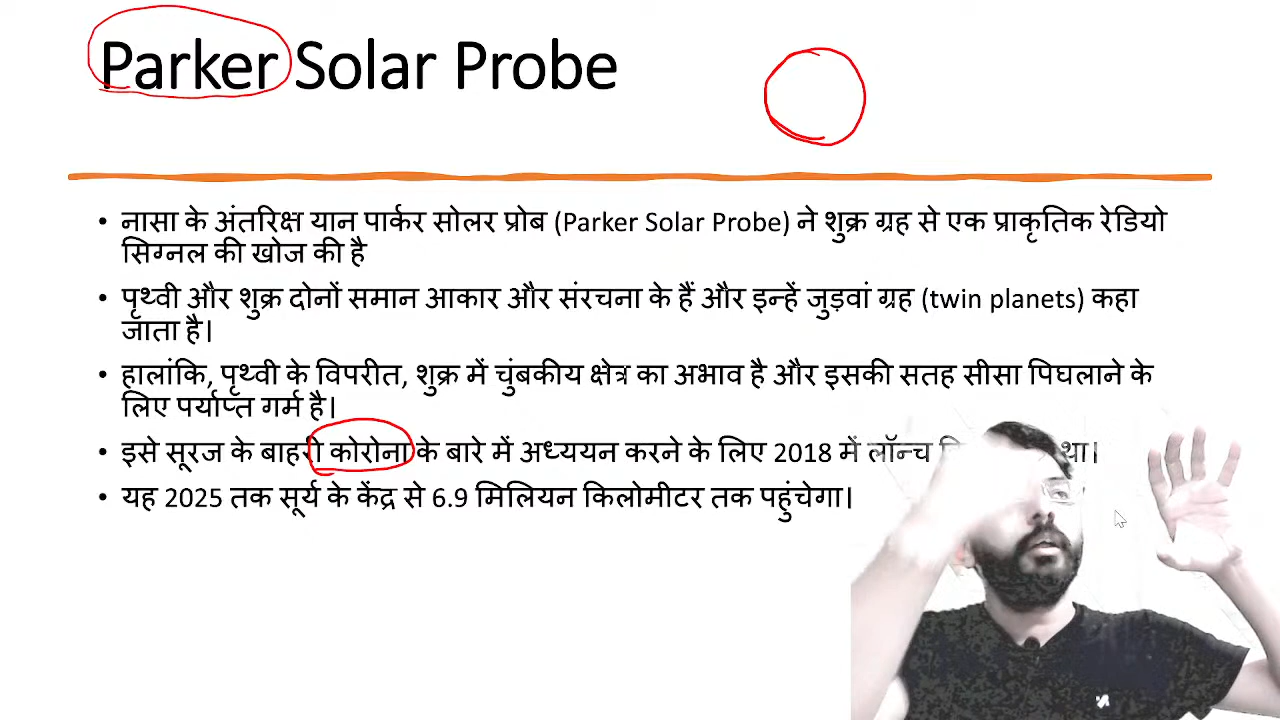 Parker Solar Probe
• नासा के अंतरिक्ष यान पार्कर सोलर प्रोब (Parker Solar Probe) ने शुक्र ग्रह से एक प्राकृतिक रेडियो
सिग्नल की खोज की है
• पृथ्वी और शुक्र दोनों समान आकार और संरचना के हैं और इन्हें जुड़वां ग्रह (twin planets) कहा
जाता है।
• हालांकि, पृथ्वी के विपरीत, शुक्र में चुंबकीय क्षेत्र का अभाव है और इसकी सतह सीसा पिघलाने के
लिए पर्याप्त गर्म है।
• इसे सूरज के बाहरी कोरोना के बारे में अध्ययन करने के लिए 2018 में लॉन्च था।
• यह 2025 तक सूर्य के केंद्र से 6.9 मिलियन किलोमीटर तक पहुंचेगा।